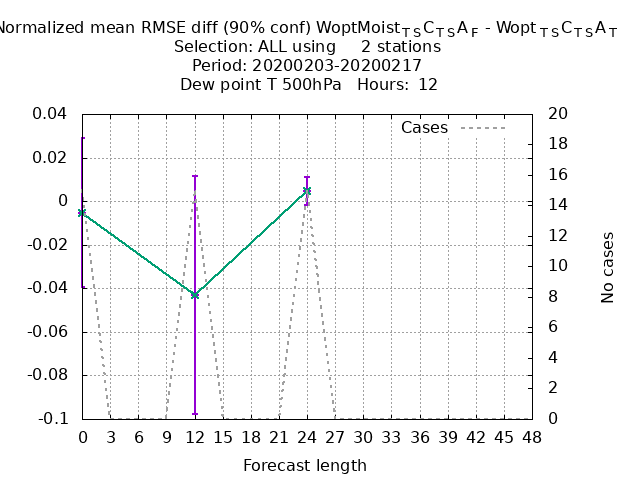 Normalized mean RMSE diff (90% conf) WoptMoist_TSC_TSA_F - Wopt_TSC_TSA_T
Selection: ALL using 2 stations
Period: 20200203-20200217
Dew point T 500hPa Hours: 12
Cases
0.04
0.02
0
-0.02
-0.04
-0.06
-0.08
-0.1
20
18
16
14
12
10
8
6
4
2
0
No cases
0 3 6 9 12 15 18 21 24 27 30 33 36 39 42 45 48
Forecast length